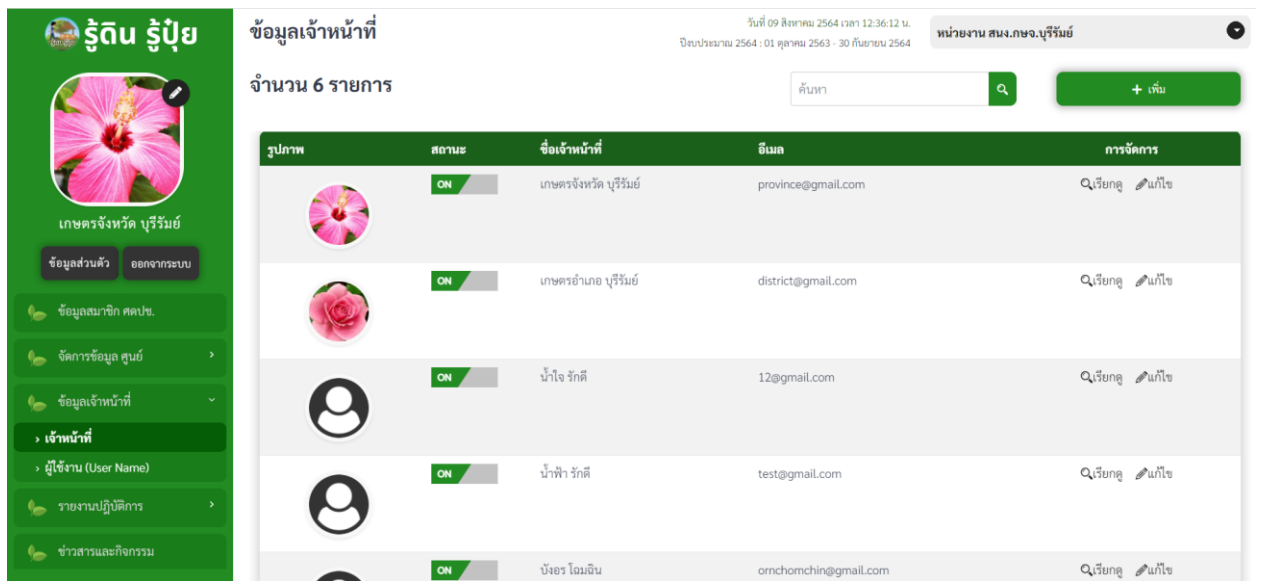 รู้ดิน รู้ปุ๋ย
เกษตรจังหวัด บุรีรัมย์
ข้อมูลส่วนตัว ออกจากระบบ
ข้อมูลสมาชิก ศดปช.
จัดการข้อมูล ศูนย์
ข้อมูลเจ้าหน้าที่
› เจ้าหน้าที่
› ผู้ใช้งาน (User Name)
รายงานปฏิบัติการ
ข่าวสารและกิจกรรม
ข้อมูลเจ้าหน้าที่
วันที่ 09 สิงหาคม 2564 เวลา 12:36:12 น.
ปีงบประมาณ 2564 : 01 ตุลาคม 2563 - 30 กันยายน 2564
หน่วยงาน สนง.กษจ.บุรีรัมย์
จำนวน 6 รายการ
ค้นหา
+ เพิ่ม
รูปภาพ สถานะ ชื่อเจ้าหน้าที่ อีเมล การจัดการ
ON เกษตรจังหวัด บุรีรัมย์ province@gmail.com เรียกดู แก้ไข
ON เกษตรอำเภอ บุรีรัมย์ district@gmail.com เรียกดู แก้ไข
ON น้ำใจ รักดี 12@gmail.com เรียกดู แก้ไข
ON น้ำฟ้า รักดี test@gmail.com เรียกดู แก้ไข
ON บังอร โฉมฉิน ornchomchin@gmail.com เรียกดู แก้ไข